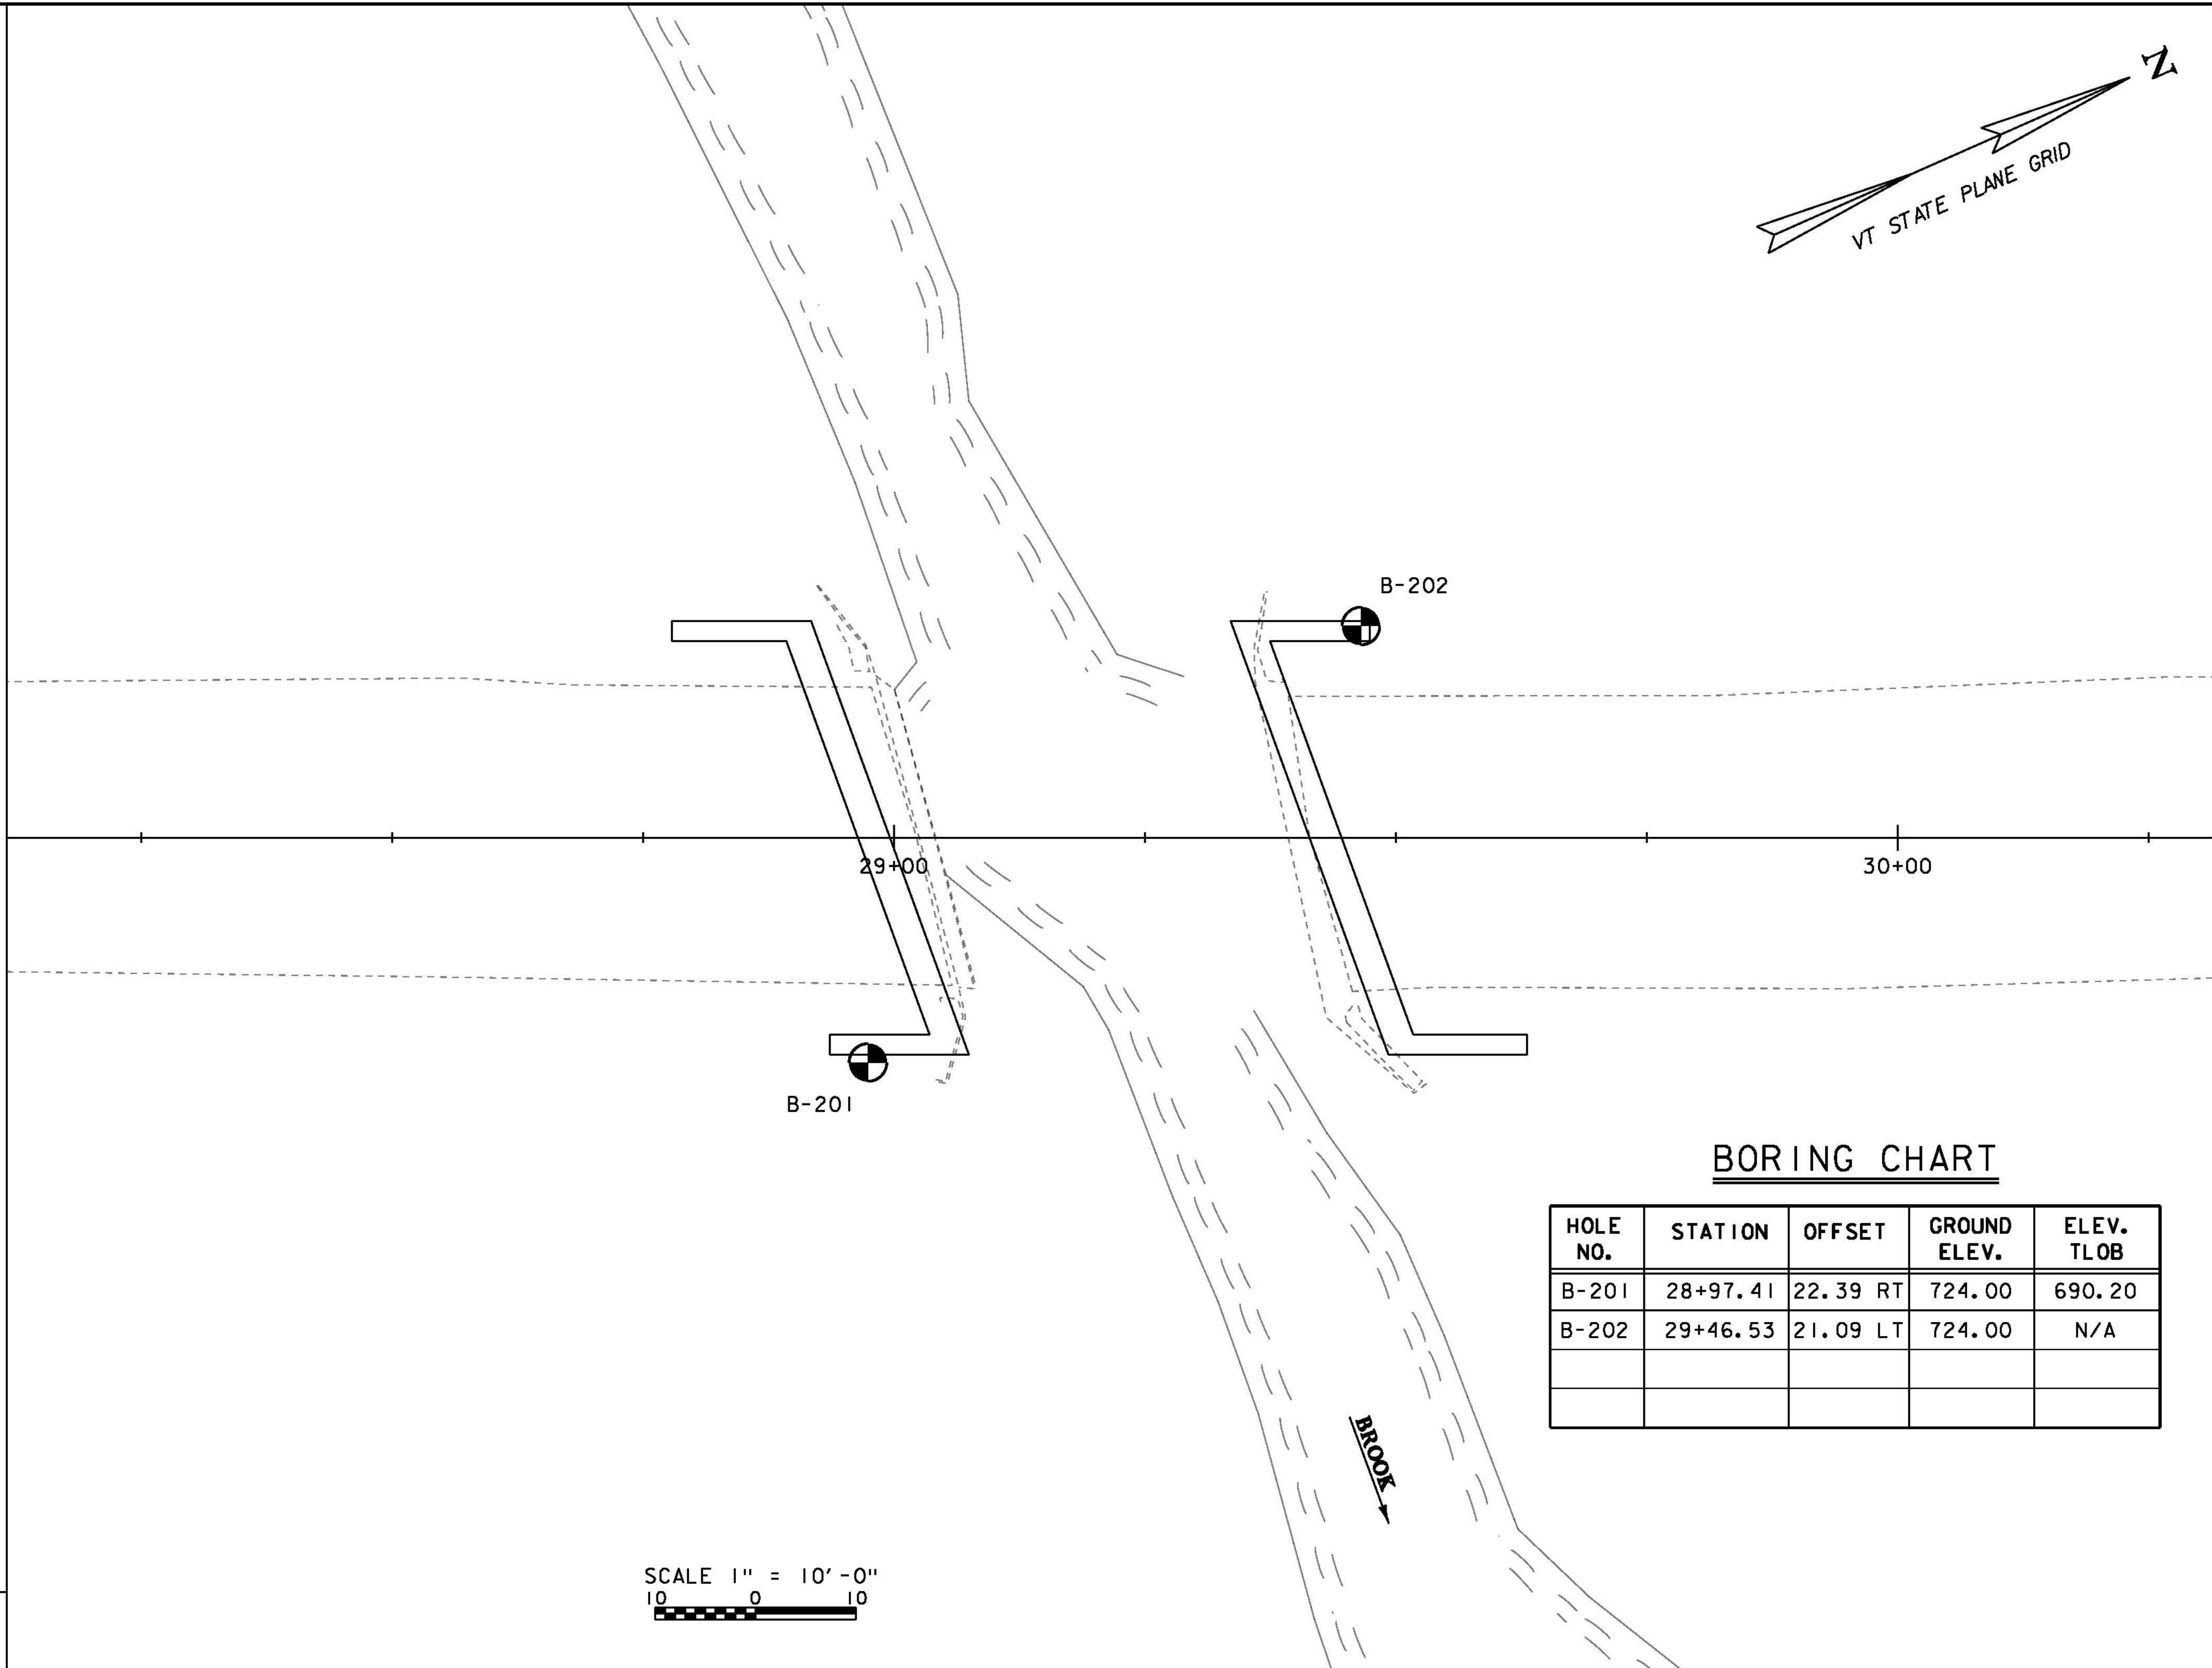 N
VT STATE PLANE GRID
B-202
29+00
30+00
B-201
BORING CHART
HOLE NO. STATION OFFSET GROUND ELEV. ELEV. TLOB
B-201 28+97.41 22.39 RT 724.00 690.20
B-202 29+46.53 21.09 LT 724.00 N/A
BROOK
SCALE 1" = 10'-0"
10 0 10